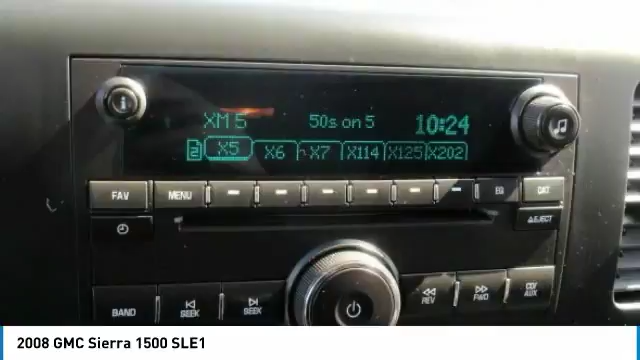 XM 5 50s on 5 10:24
2 X5 X6 X7 X114 X125 X202
FAV MENU EQ CAT
EJECT
BAND SEEK SEEK REV FWD CD/AUX
2008 GMC Sierra 1500 SLE1